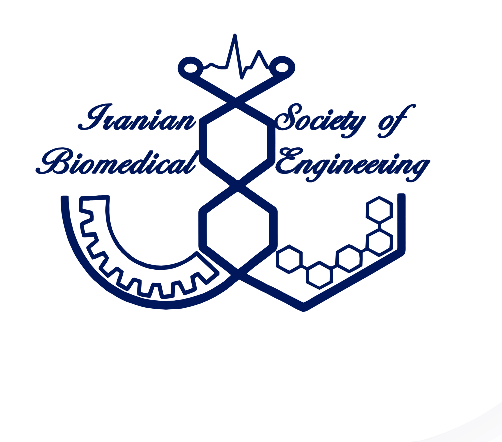 Iranian Society of
Biomedical Engineering